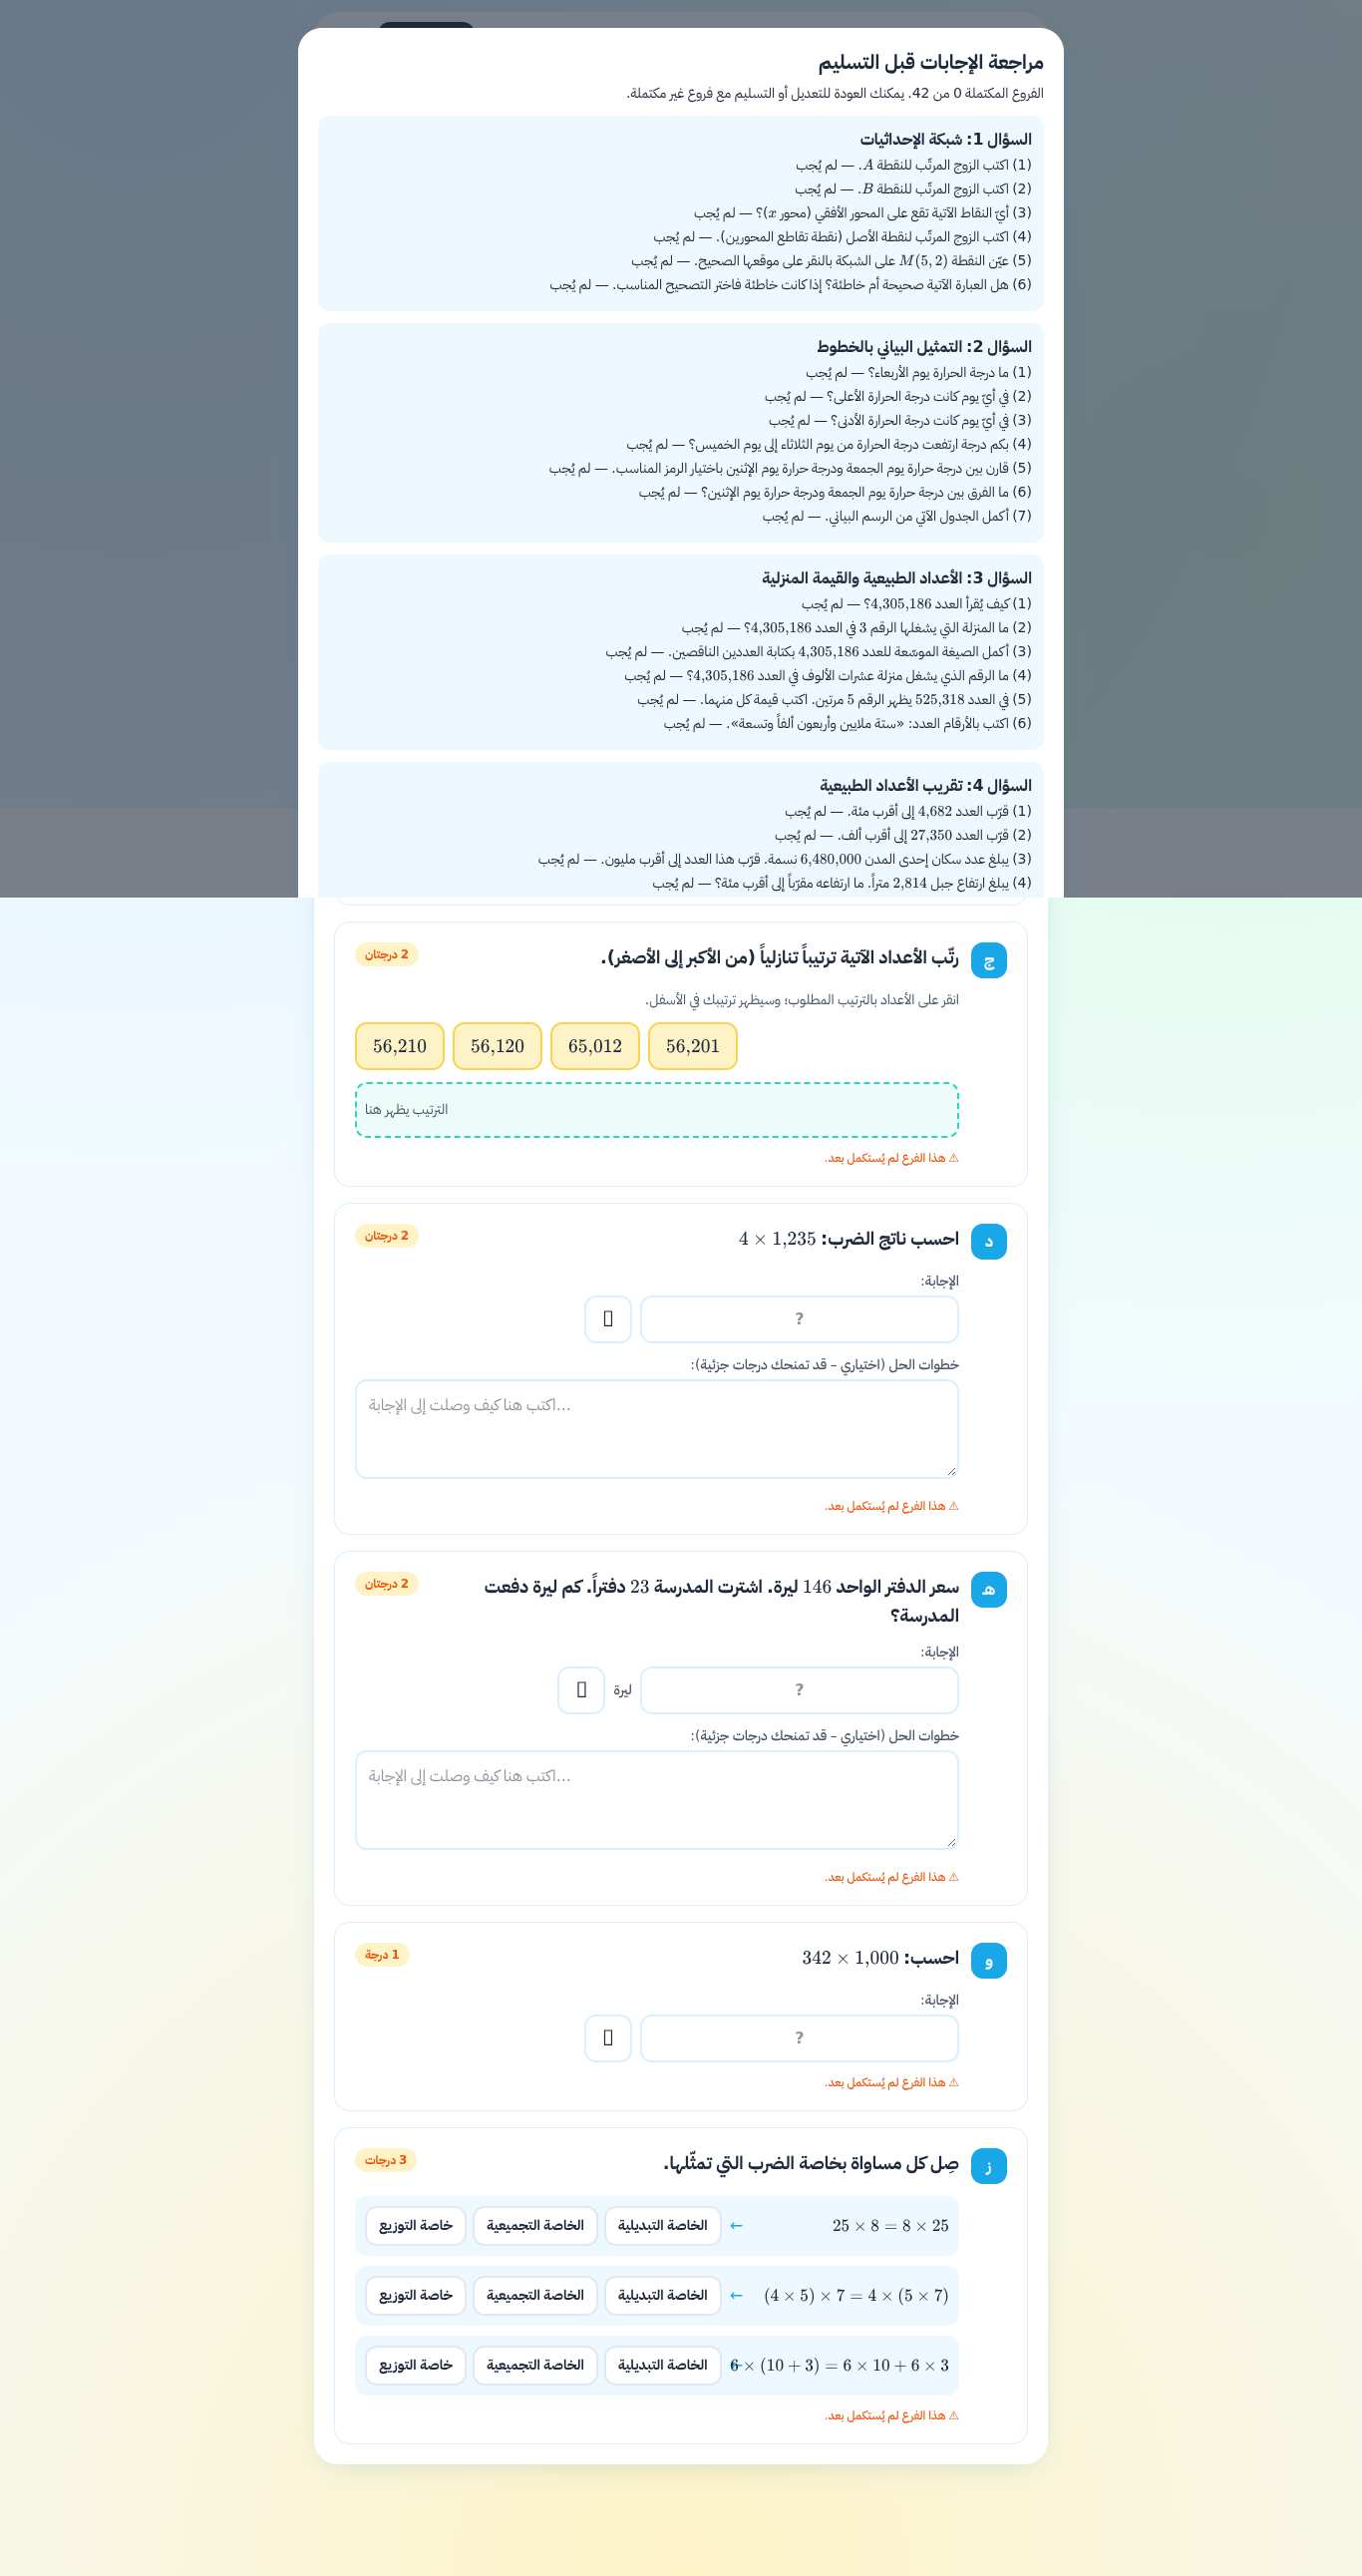 مراجعة الإجابات قبل التسليم
الفروع المكتملة 0 من 42. يمكنك العودة للتعديل أو التسليم مع فروع غير مكتملة.
السؤال 1: شبكة الإحداثيات
(1) اكتب الزوج المرتّب للنقطة A. — لم يُجب
(2) اكتب الزوج المرتّب للنقطة B. — لم يُجب
(3) أيّ النقاط الآتية تقع على المحور الأفقي (محور x)؟ — لم يُجب
(4) اكتب الزوج المرتّب لنقطة الأصل (نقطة تقاطع المحورين). — لم يُجب
(5) عيّن النقطة M(5, 2) على الشبكة بالنقر على موقعها الصحيح. — لم يُجب
(6) هل العبارة الآتية صحيحة أم خاطئة؟ إذا كانت خاطئة فاختر التصحيح المناسب. — لم يُجب
السؤال 2: التمثيل البياني بالخطوط
(1) ما درجة الحرارة يوم الأربعاء؟ — لم يُجب
(2) في أيّ يوم كانت درجة الحرارة الأعلى؟ — لم يُجب
(3) في أيّ يوم كانت درجة الحرارة الأدنى؟ — لم يُجب
(4) بكم درجة ارتفعت درجة الحرارة من يوم الثلاثاء إلى يوم الخميس؟ — لم يُجب
(5) قارن بين درجة حرارة يوم الجمعة ودرجة حرارة يوم الإثنين باختيار الرمز المناسب. — لم يُجب
(6) ما الفرق بين درجة حرارة يوم الجمعة ودرجة حرارة يوم الإثنين؟ — لم يُجب
(7) أكمل الجدول الآتي من الرسم البياني. — لم يُجب
السؤال 3: الأعداد الطبيعية والقيمة المنزلية
(1) كيف يُقرأ العدد 4,305,186؟ — لم يُجب
(2) ما المنزلة التي يشغلها الرقم 3 في العدد 4,305,186؟ — لم يُجب
(3) أكمل الصيغة الموسّعة للعدد 4,305,186 بكتابة العددين الناقصين. — لم يُجب
(4) ما الرقم الذي يشغل منزلة عشرات الألوف في العدد 4,305,186؟ — لم يُجب
(5) في العدد 525,318 يظهر الرقم 5 مرتين. اكتب قيمة كل منهما. — لم يُجب
(6) اكتب بالأرقام العدد: «ستة ملايين وأربعون ألفاً وتسعة». — لم يُجب
السؤال 4: تقريب الأعداد الطبيعية
(1) قرّب العدد 4,682 إلى أقرب مئة. — لم يُجب
(2) قرّب العدد 27,350 إلى أقرب ألف. — لم يُجب
(3) يبلغ عدد سكان إحدى المدن 6,480,000 نسمة. قرّب هذا العدد إلى أقرب مليون. — لم يُجب
(4) يبلغ ارتفاع جبل 2,814 متراً. ما ارتفاعه مقرّباً إلى أقرب مئة؟ — لم يُجب
ج رتّب الأعداد الآتية ترتيباً تنازلياً (من الأكبر إلى الأصغر). 2 درجتان
انقر على الأعداد بالترتيب المطلوب؛ وسيظهر ترتيبك في الأسفل.
56,201 65,012 56,120 56,210
الترتيب يظهر هنا
⚠ هذا الفرع لم يُستكمل بعد.
د احسب ناتج الضرب: 4 × 1,235 2 درجتان
الإجابة:
?
خطوات الحل (اختياري – قد تمنحك درجات جزئية):
اكتب هنا كيف وصلت إلى الإجابة...
⚠ هذا الفرع لم يُستكمل بعد.
هـ سعر الدفتر الواحد 146 ليرة. اشترت المدرسة 23 دفتراً. كم ليرة دفعت 2 درجتان
المدرسة؟
الإجابة:
? ليرة
خطوات الحل (اختياري – قد تمنحك درجات جزئية):
اكتب هنا كيف وصلت إلى الإجابة...
⚠ هذا الفرع لم يُستكمل بعد.
و احسب: 342 × 1,000 1 درجة
الإجابة:
?
⚠ هذا الفرع لم يُستكمل بعد.
ز صِل كل مساواة بخاصة الضرب التي تمثّلها. 3 درجات
25 × 8 = 8 × 25 ← الخاصة التبديلية الخاصة التجميعية خاصة التوزيع
(4 × 5) × 7 = 4 × (5 × 7) ← الخاصة التبديلية الخاصة التجميعية خاصة التوزيع
6 × (10 + 3) = 6 × 10 + 6 × 3 ← الخاصة التبديلية الخاصة التجميعية خاصة التوزيع
⚠ هذا الفرع لم يُستكمل بعد.